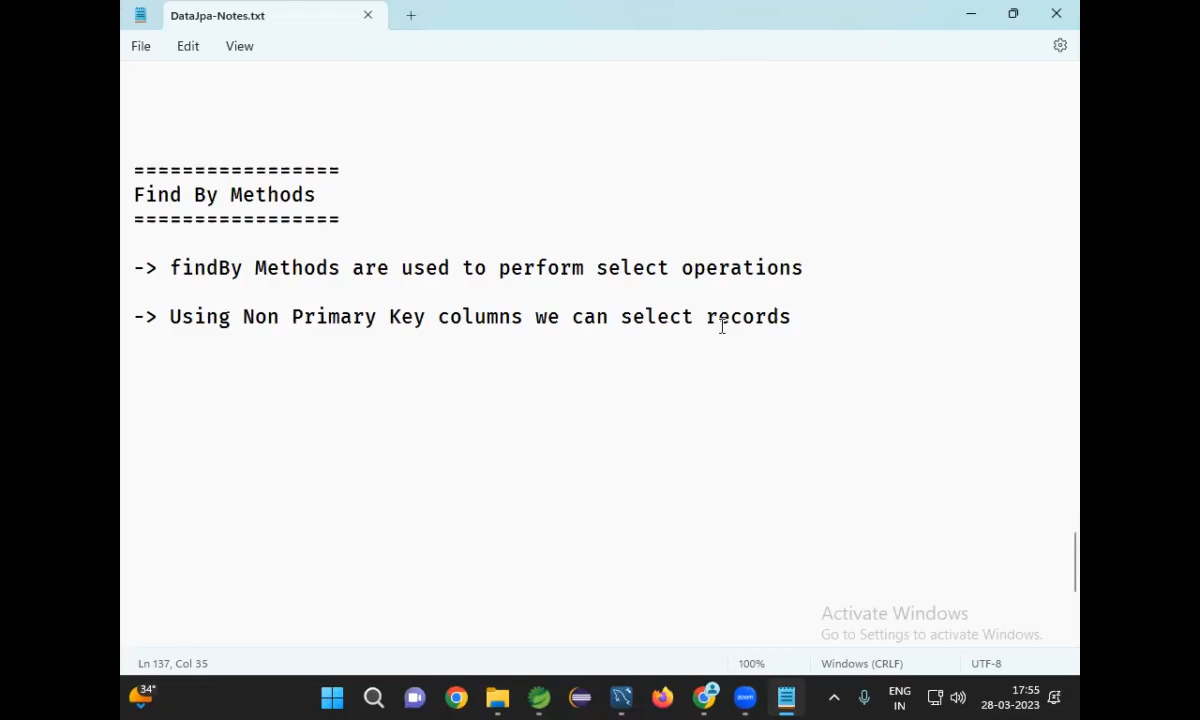 DataJpa-Notes.txt
File Edit View
=================
Find By Methods
=================
-> findBy Methods are used to perform select operations
-> Using Non Primary Key columns we can select records
Activate Windows
Go to Settings to activate Windows.
Ln 137, Col 35 100% Windows (CRLF) UTF-8
34°
ENG
IN
17:55
28-03-2023